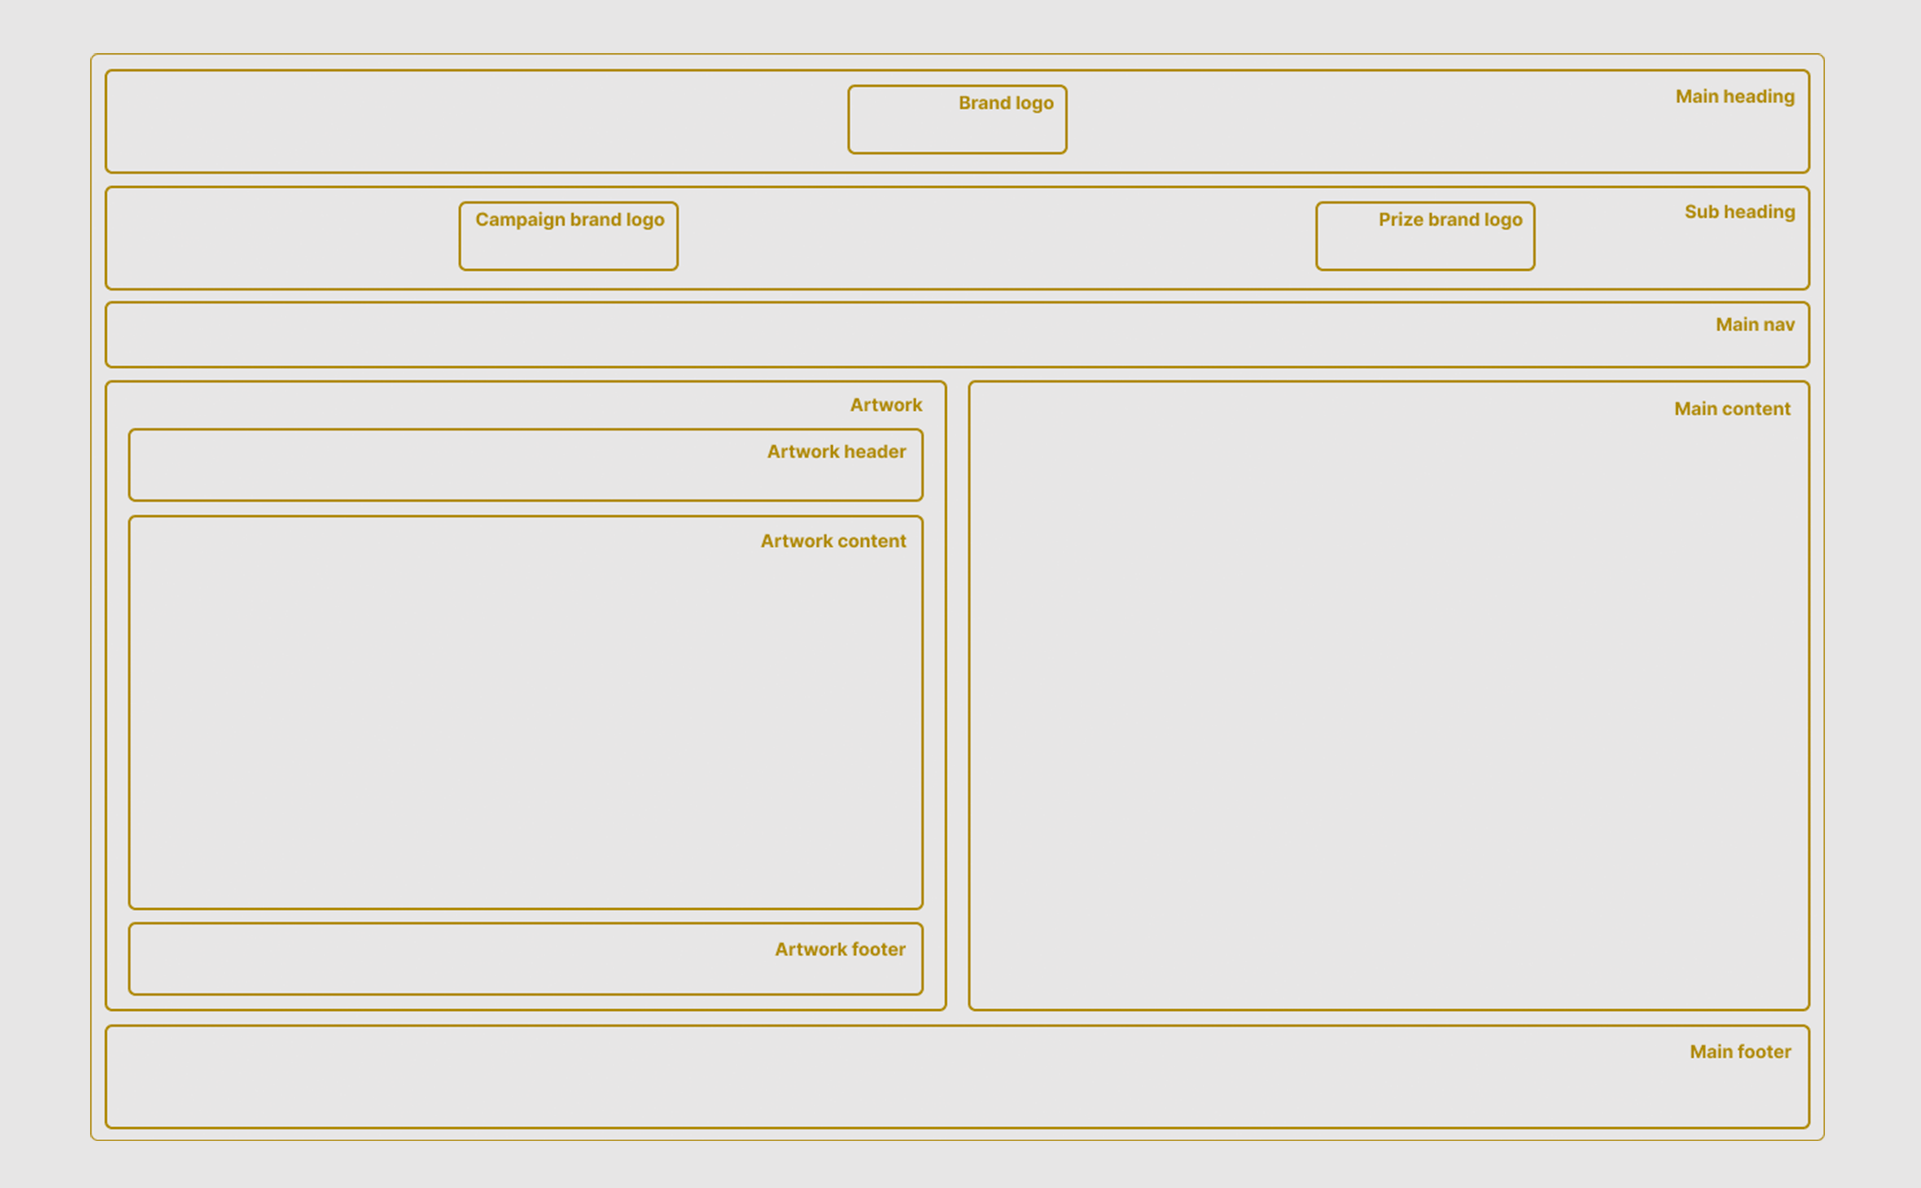 Brand logo
Main heading
Campaign brand logo
Prize brand logo
Sub heading
Main nav
Artwork
Artwork header
Artwork content
Artwork footer
Main content
Main footer